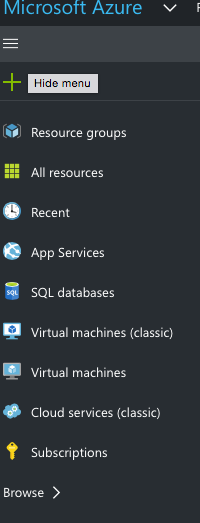 Microsoft Azure
Hide menu
Resource groups
All resources
Recent
App Services
SQL
SQL databases
Virtual machines (classic)
Virtual machines
Cloud services (classic)
Subscriptions
Browse >